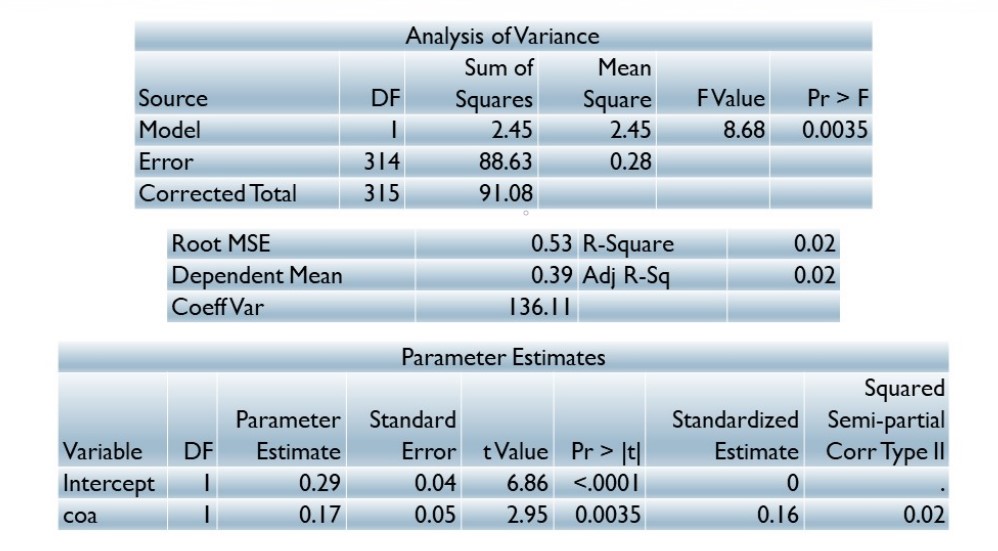 Analysis of Variance
Sum of Mean
Source DF Squares Square F Value Pr > F
Model 1 2.45 2.45 8.68 0.0035
Error 314 88.63 0.28
Corrected Total 315 91.08
Root MSE 0.53 R-Square 0.02
Dependent Mean 0.39 Adj R-Sq 0.02
Coeff Var 136.11
Parameter Estimates
Squared
Parameter Standard Standardized Semi-partial
Variable DF Estimate Error t Value Pr > |t| Estimate Corr Type II
Intercept 1 0.29 0.04 6.86 <.0001 0 .
coa 1 0.17 0.05 2.95 0.0035 0.16 0.02